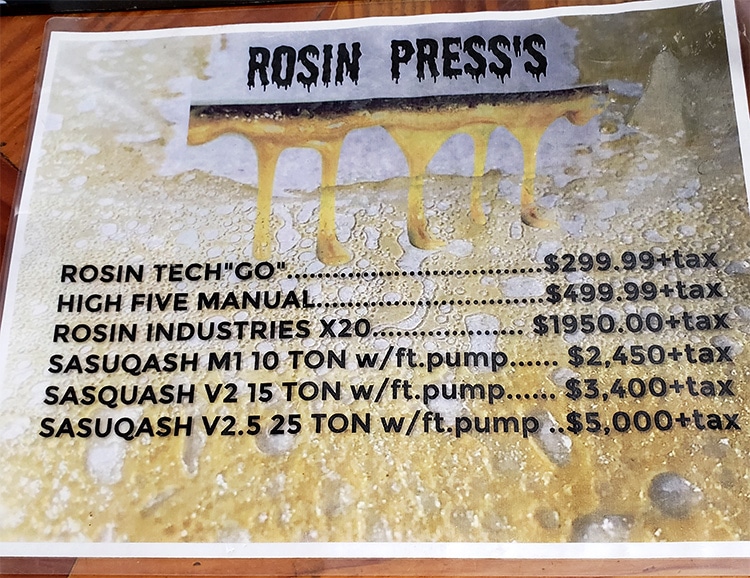 ROSIN PRESS'S
ROSIN TECH"GO"..................................$299.99+tax
HIGH FIVE MANUAL..............................$499.99+tax
ROSIN INDUSTRIES X20.................... $1950.00+tax
SASUQASH M1 10 TON w/ft.pump...... $2,450+tax
SASQUASH V2 15 TON w/ft.pump...... $3,400+tax
SASUQASH V2.5 25 TON w/ft.pump ..$5,000+tax